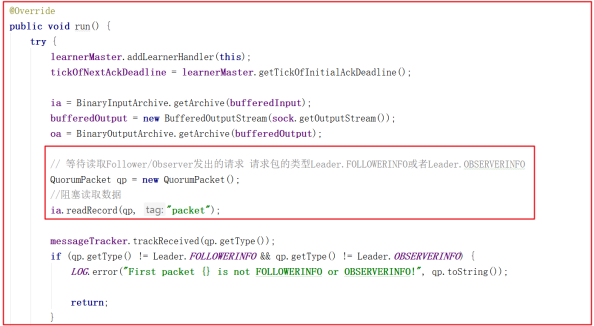 @Override
public void run() {
try {
learnerMaster.addLearnerHandler(this);
tickOfNextAckDeadline = learnerMaster.getTickOfInitialAckDeadline();
ia = BinaryInputArchive.getArchive(bufferedInput);
bufferedOutput = new BufferedOutputStream(sock.getOutputStream());
oa = BinaryOutputArchive.getArchive(bufferedOutput);
// 等待读取Follower/Observer发出的请求 请求包的类型Leader.FOLLOWERINFO或者Leader.OBSERVERINFO
QuorumPacket qp = new QuorumPacket();
//阻塞读取数据
ia.readRecord(qp, tag: "packet");
messageTracker.trackReceived(qp.getType());
if (qp.getType() != Leader.FOLLOWERINFO && qp.getType() != Leader.OBSERVERINFO) {
LOG.error("First packet {} is not FOLLOWERINFO or OBSERVERINFO!", qp.toString());
return;
}